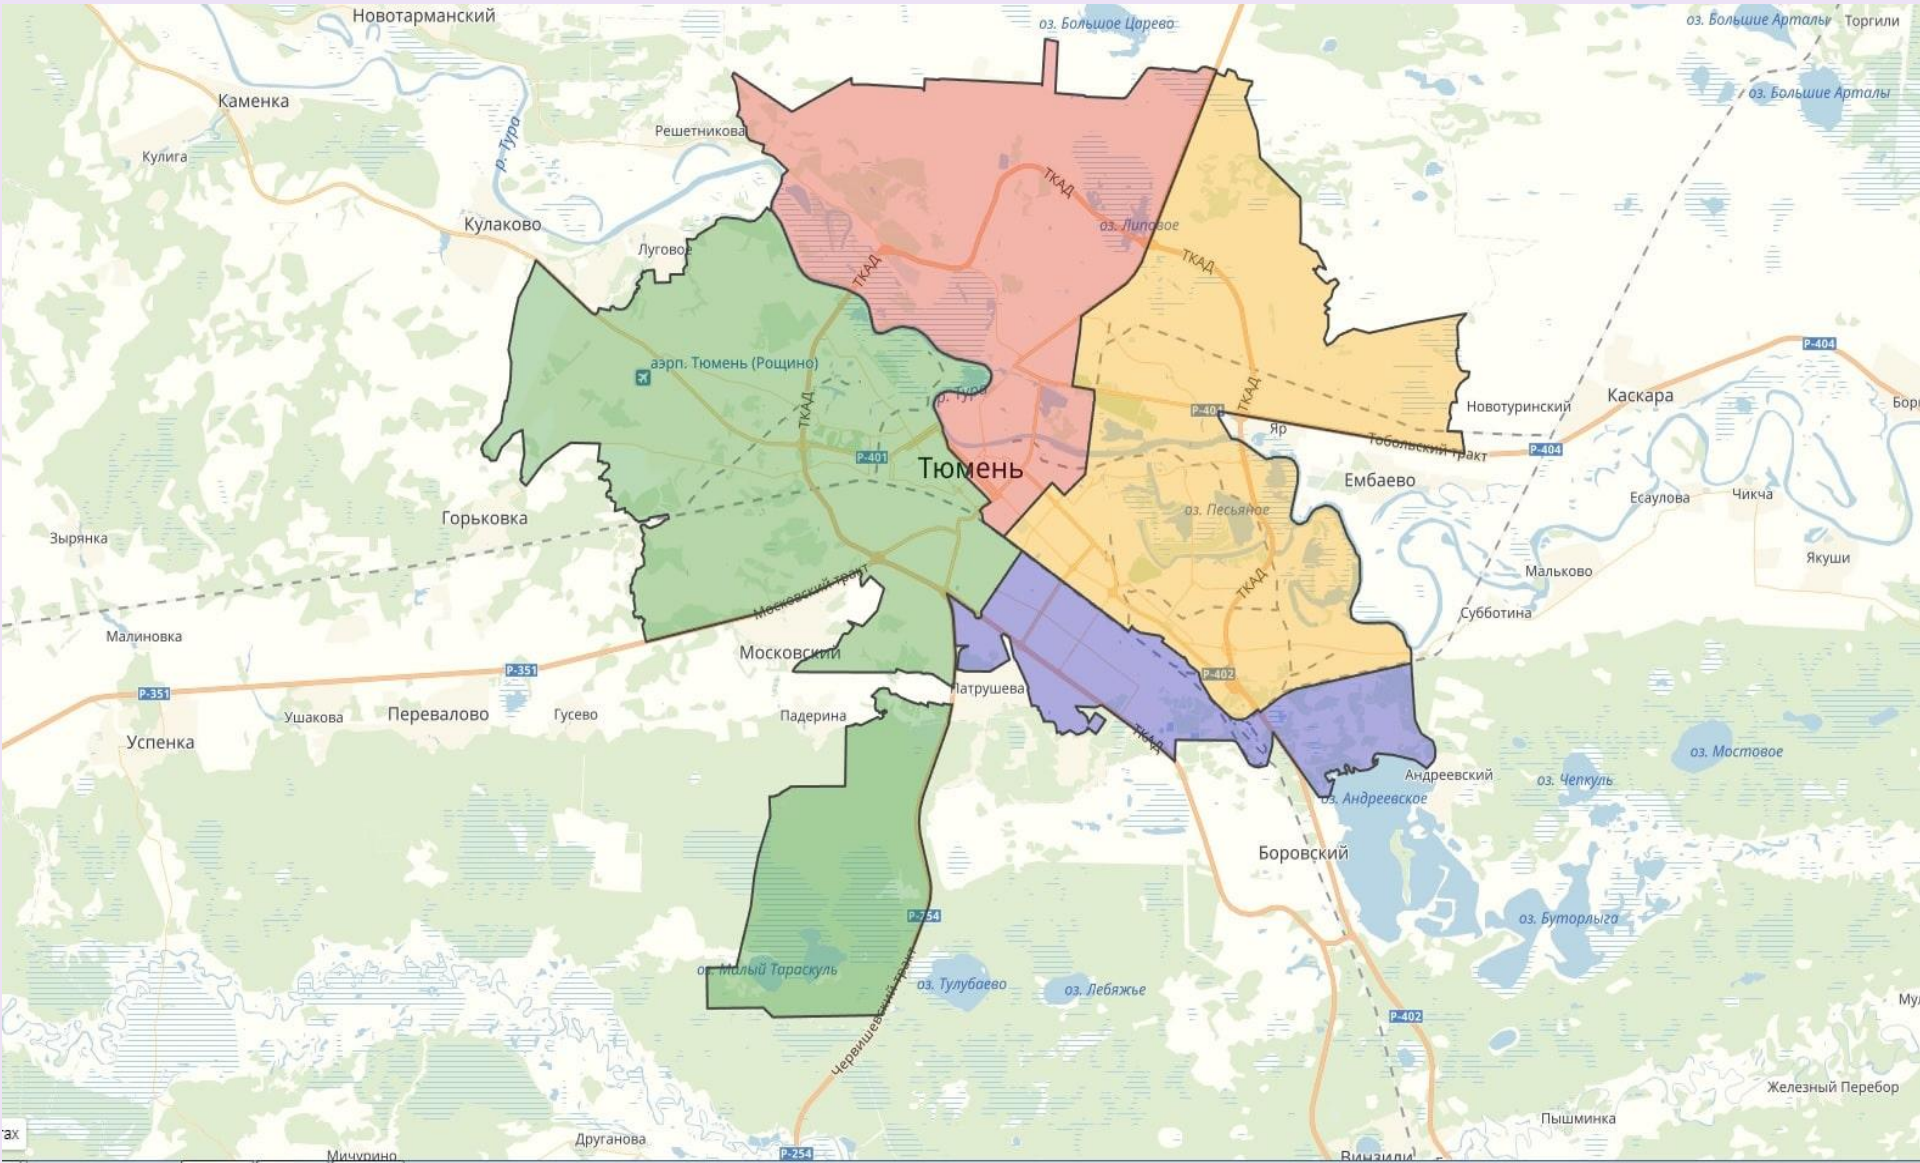 Новотарманский
оз. Большое Царево
оз. Большие Арталы
Торгили
Каменка
оз. Большие Арталы
р. Тура
Решетникова
Кулига
ТКАД
Кулаково
оз. Липовое
Луговое
ТКАД
ТКАД
аэрп. Тюмень (Рощино)
Р-404
р. Тура
ТКАД
ТКАД
Каскара
Новотуринский
Р-404
Яр
Тобольский тракт
Р-404
Р-401
Тюмень
Ембаево
Есаулова
Чикча
Горьковка
оз. Песьяное
Зырянка
Якуши
Мальково
ТКАД
Московский тракт
Субботина
Малиновка
Московский
Р-351
Р-402
Р-351
Патрушева
Ушакова
Перевалово
Гусево
Падерина
Успенка
ТКАД
оз. Мостовое
Андреевский
оз. Чепкуль
оз. Андреевское
Боровский
Р-254
оз. Буторлыга
оз. Малый Тараскуль
оз. Тулубаево
оз. Лебяжье
Р-402
Червишевский тракт
Железный Перебор
Пышминка
Друганова
Р-254
Мичурино
Винзили